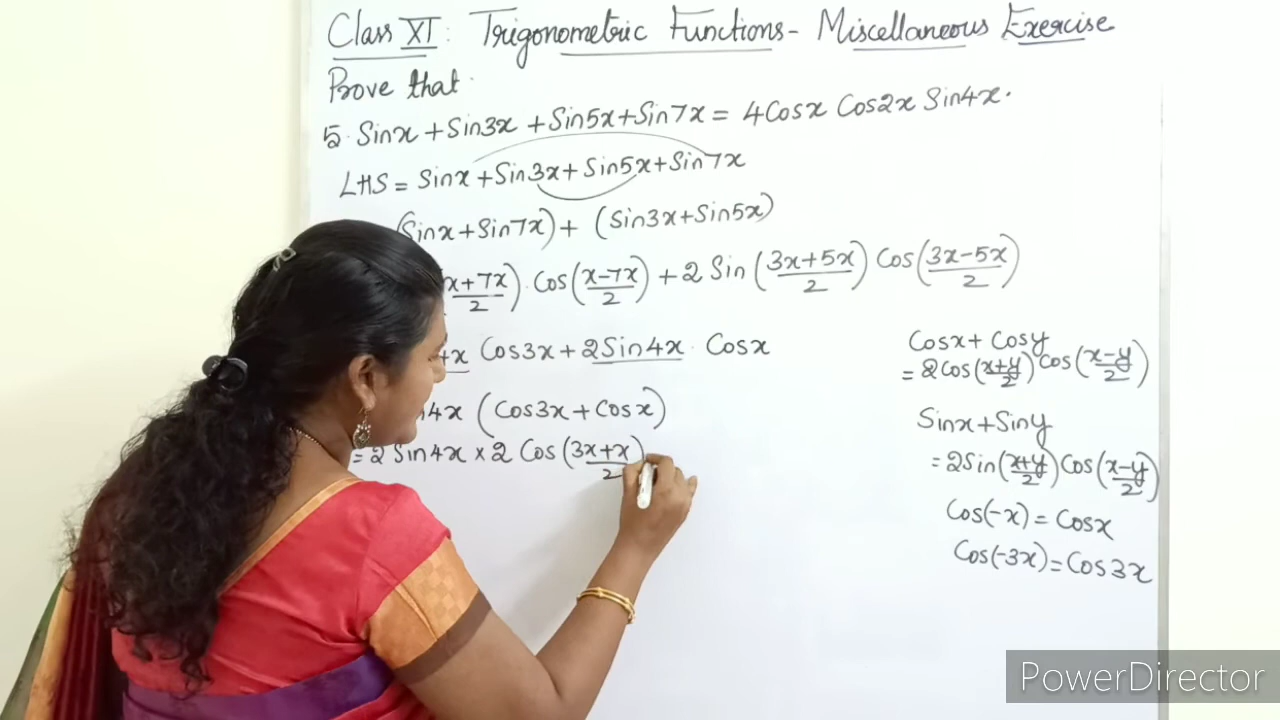 Class XI: Trigonometric Functions- Miscellaneous Exercise
Prove that
5. Sinx + Sin3x + Sin5x + Sin7x = 4Cosx Cos2x Sin4x.
LHS = Sinx + Sin3x + Sin5x + Sin7x
(Sinx + Sin7x) + (Sin3x + Sin5x)
x+7x/2). Cos(x-7x/2) + 2 Sin (3x+5x/2) Cos(3x-5x/2)
x Cos3x + 2Sin4x. Cosx
4x (Cos3x + Cosx)
= 2 Sin4x × 2 Cos (3x+x/2)
Cosx + Cosy
= 2Cos(x+y/2) Cos(x-y/2)
Sinx + Siny
= 2Sin(x+y/2) Cos(x-y/2)
Cos(-x) = Cosx
Cos(-3x) = Cos3x
PowerDirector